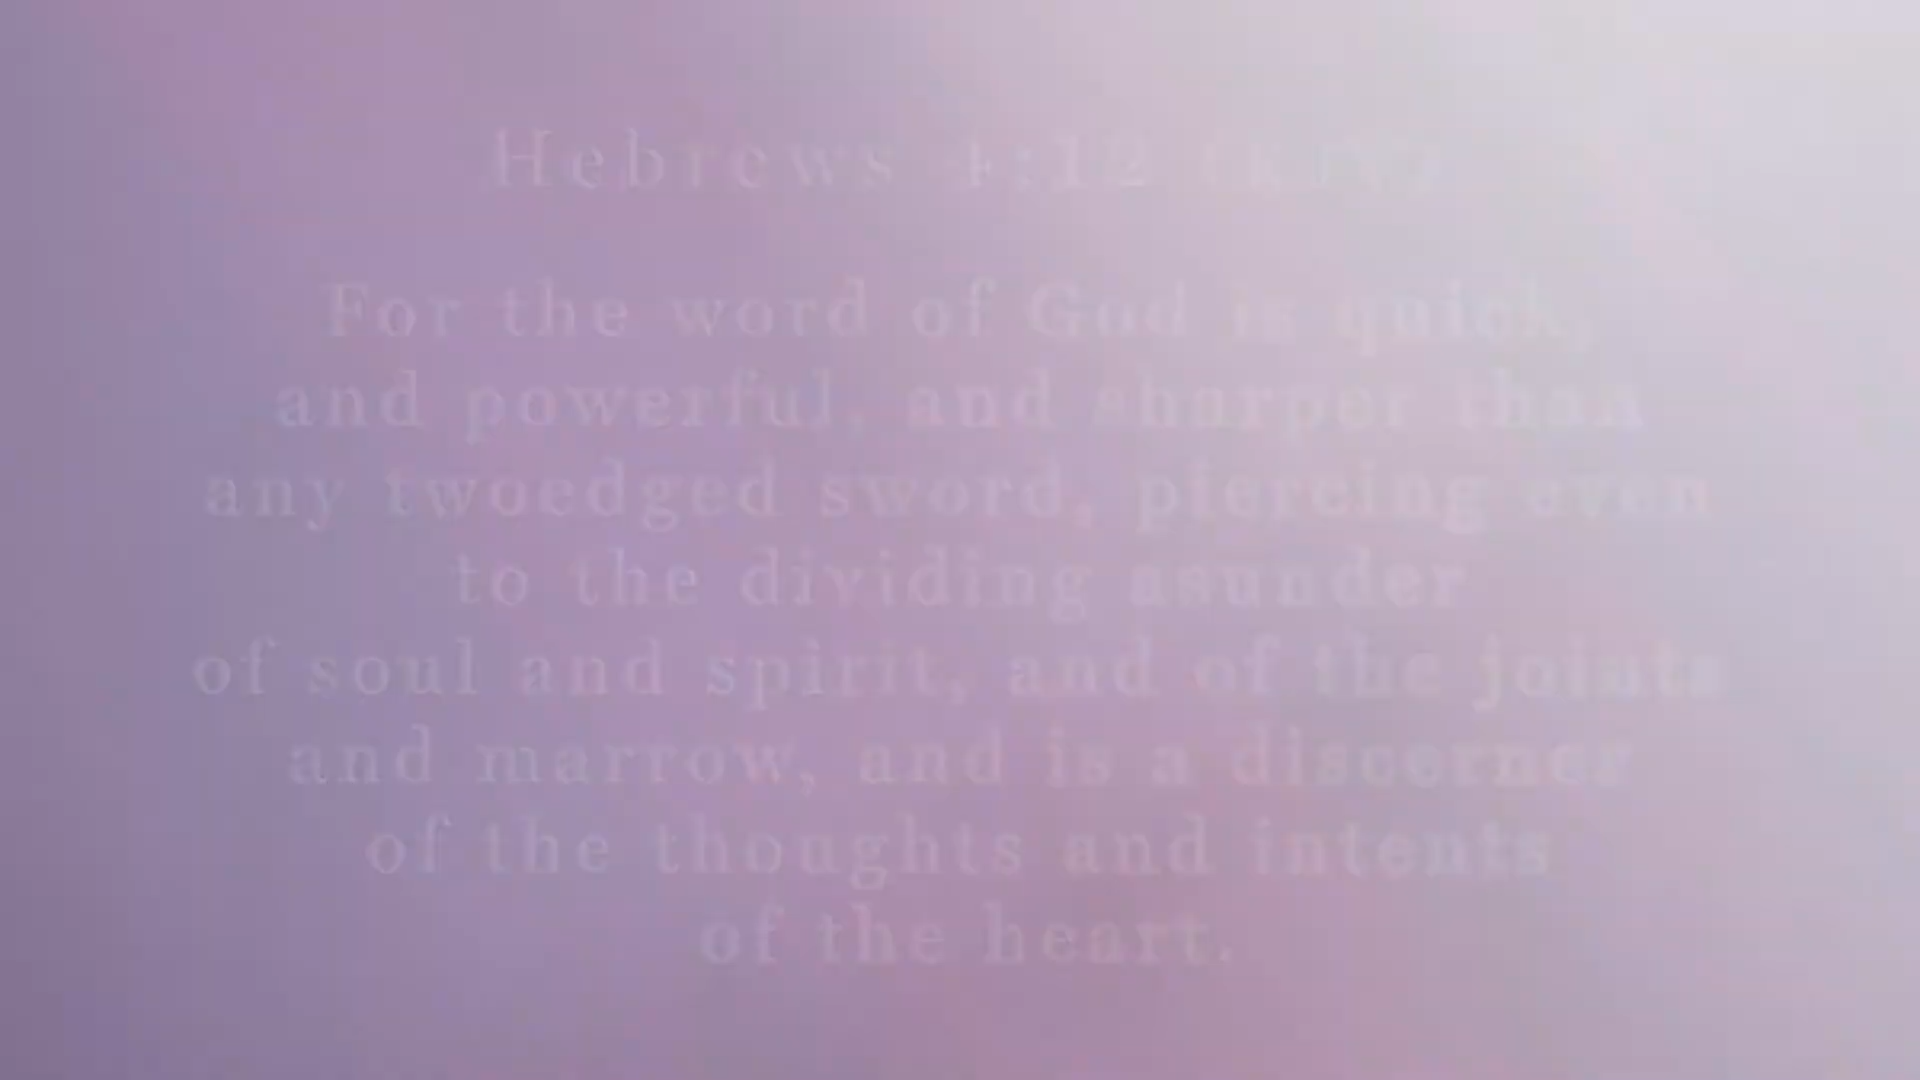 Hebrews 4:12 (KJV)
For the word of God is quick,
and powerful, and sharper than
any twoedged sword, piercing even
to the dividing asunder
of soul and spirit, and of the joints
and marrow, and is a discerner
of the thoughts and intents
of the heart.